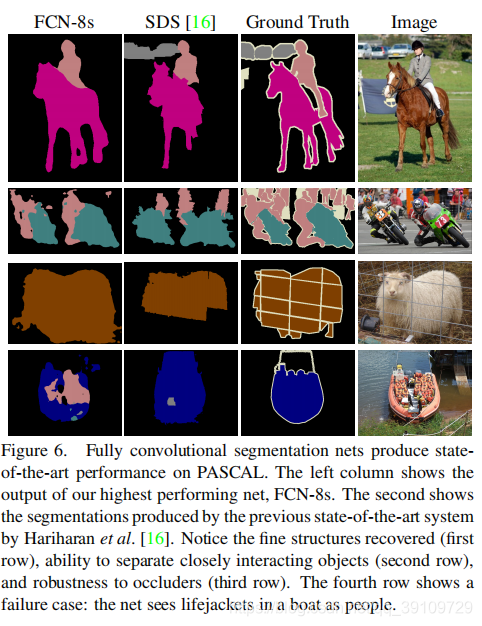 FCN-8s SDS [16] Ground Truth Image
Figure 6. Fully convolutional segmentation nets produce state-
of-the-art performance on PASCAL. The left column shows the
output of our highest performing net, FCN-8s. The second shows
the segmentations produced by the previous state-of-the-art system
by Hariharan et al. [16]. Notice the fine structures recovered (first
row), ability to separate closely interacting objects (second row),
and robustness to occluders (third row). The fourth row shows a
failure case: the net sees lifejackets in a boat as people.
39109729